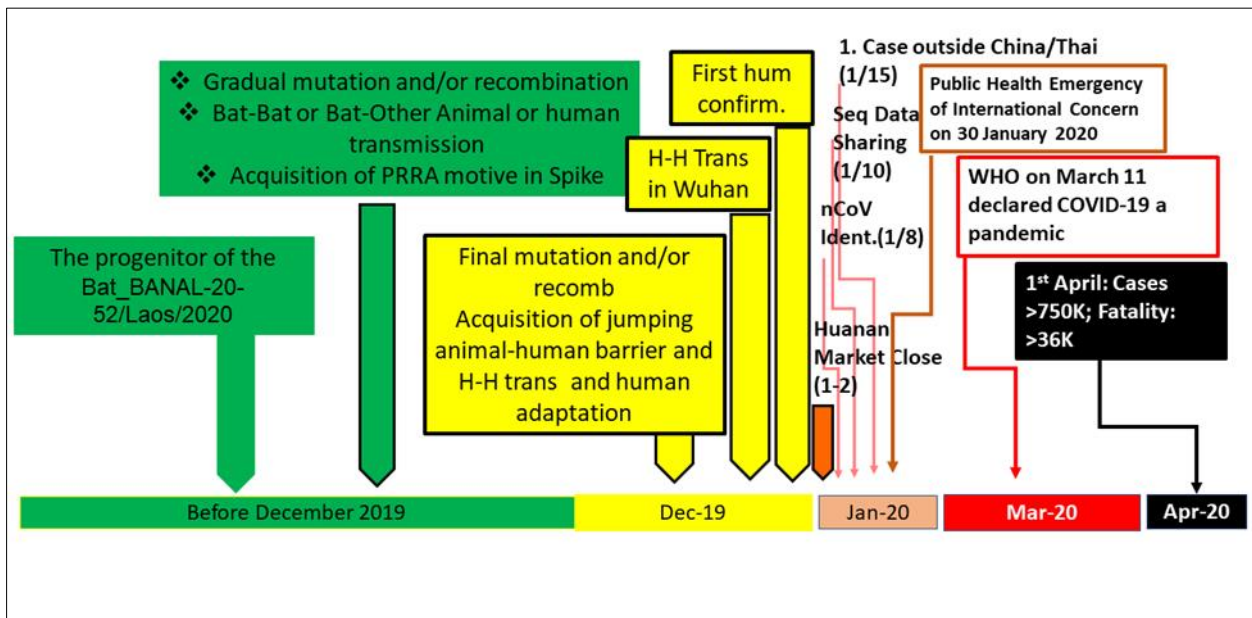 ❖ Gradual mutation and/or recombination
❖ Bat-Bat or Bat-Other Animal or human
transmission
❖ Acquisition of PRRA motive in Spike
The progenitor of the
Bat_BANAL-20-
52/Laos/2020
Final mutation and/or
recomb
Acquisition of jumping
animal-human barrier and
H-H trans and human
adaptation
H-H Trans
in Wuhan
First hum
confirm.
1. Case outside China/Thai
(1/15)
Seq Data
Sharing
(1/10)
nCoV
Ident.(1/8)
Huanan
Market Close
(1-2)
Public Health Emergency
of International Concern
on 30 January 2020
WHO on March 11
declared COVID-19 a
pandemic
1st April: Cases
>750K; Fatality:
>36K
Before December 2019
Dec-19
Jan-20
Mar-20
Apr-20